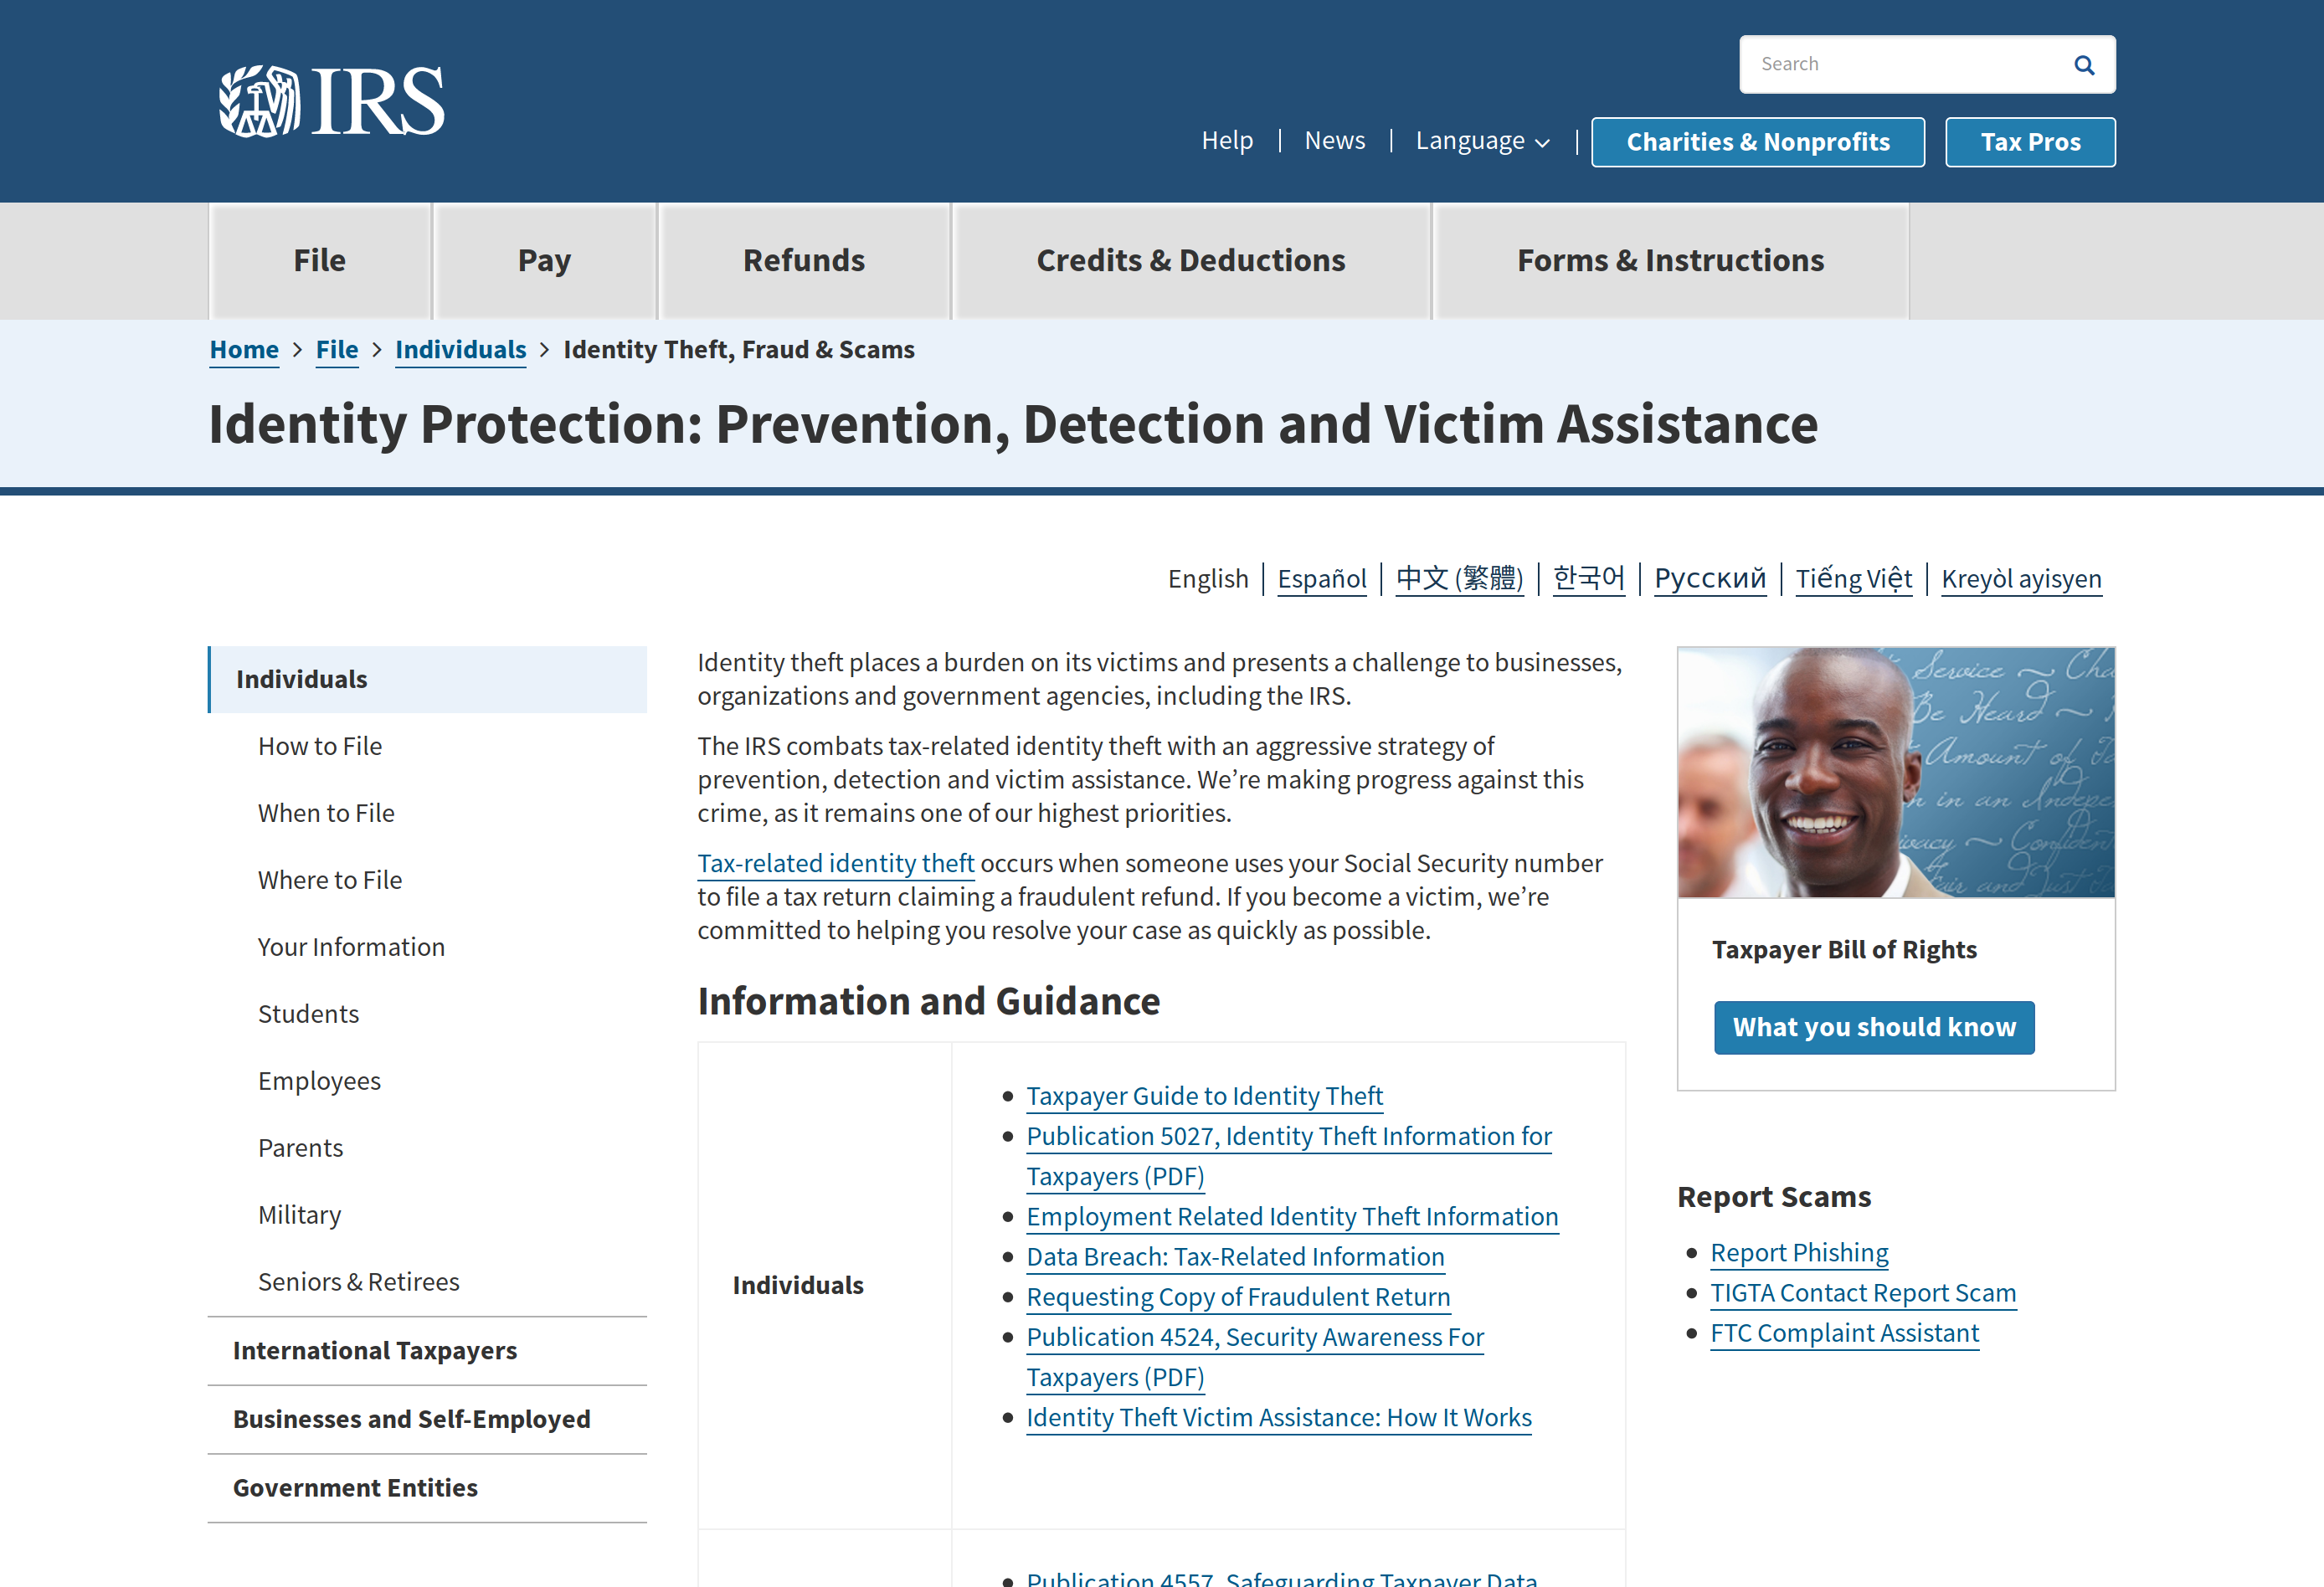 IRS
Search
Help
News
Language
Charities & Nonprofits
Tax Pros
File
Pay
Refunds
Credits & Deductions
Forms & Instructions
Home > File > Individuals > Identity Theft, Fraud & Scams
Identity Protection: Prevention, Detection and Victim Assistance
English | Español | 中文 (繁體) | 한국어 | Русский | Tiếng Việt | Kreyòl ayisyen
Individuals
How to File
When to File
Where to File
Your Information
Students
Employees
Parents
Military
Seniors & Retirees
International Taxpayers
Businesses and Self-Employed
Government Entities
Identity theft places a burden on its victims and presents a challenge to businesses,
organizations and government agencies, including the IRS.
The IRS combats tax-related identity theft with an aggressive strategy of
prevention, detection and victim assistance. We’re making progress against this
crime, as it remains one of our highest priorities.
Tax-related identity theft occurs when someone uses your Social Security number
to file a tax return claiming a fraudulent refund. If you become a victim, we’re
committed to helping you resolve your case as quickly as possible.
Information and Guidance
Individuals
Taxpayer Guide to Identity Theft
Publication 5027, Identity Theft Information for
Taxpayers (PDF)
Employment Related Identity Theft Information
Data Breach: Tax-Related Information
Requesting Copy of Fraudulent Return
Publication 4524, Security Awareness For
Taxpayers (PDF)
Identity Theft Victim Assistance: How It Works
Publication 4557, Safeguarding Taxpayer Data
Service ~
Be Heard ~
Amount of
in an
~
and Just
Taxpayer Bill of Rights
What you should know
Report Scams
Report Phishing
TIGTA Contact Report Scam
FTC Complaint Assistant